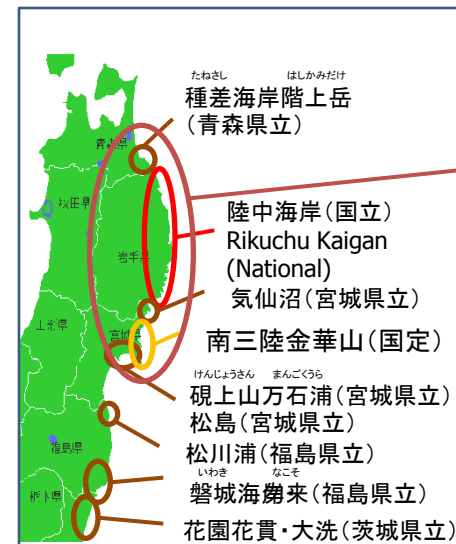 たねさし はしかみだけ
種差海岸階上岳
(青森県立)
青森県
秋田県
陸中海岸(国立)
Rikuchu Kaigan
(National)
岩手県
気仙沼(宮城県立)
山形県
宮城県
南三陸金華山(国定)
けんじょうさん まんごくうら
硯上山万石浦(宮城県立)
松島(宮城県立)
福島県
松川浦(福島県立)
いわき なこそ
磐城海勇来(福島県立)
栃木県
花園花貫・大洗(茨城県立)